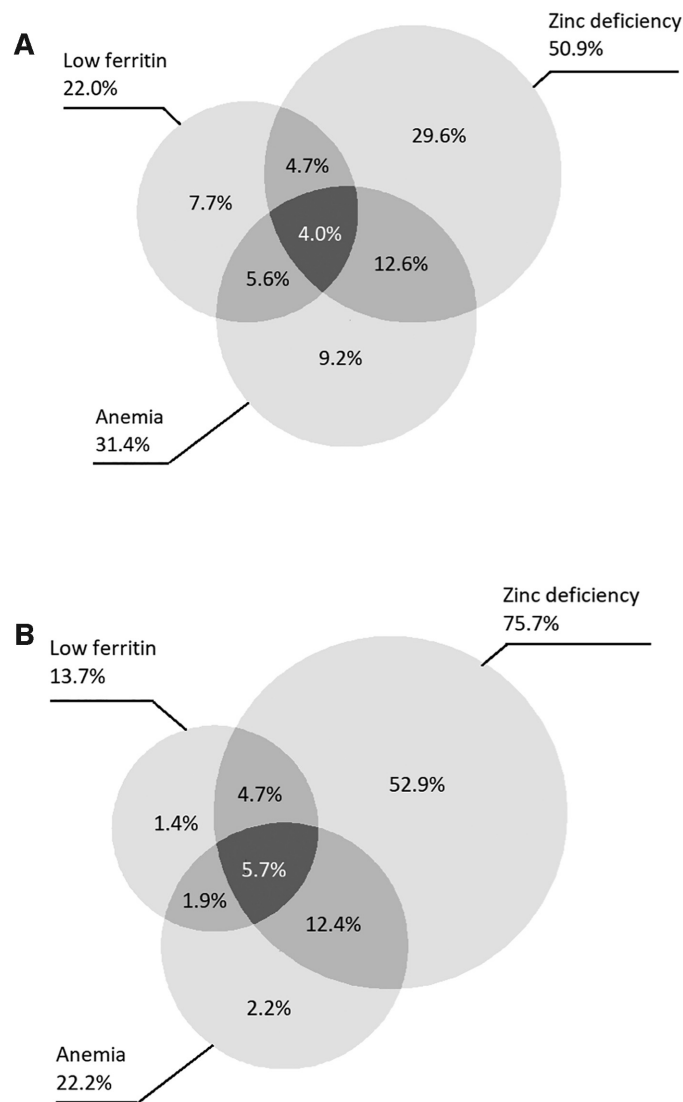 A
Low ferritin
22.0%
Zinc deficiency
50.9%
29.6%
4.7%
7.7%
4.0%
12.6%
5.6%
9.2%
Anemia
31.4%
B
Low ferritin
13.7%
Zinc deficiency
75.7%
52.9%
4.7%
1.4%
5.7%
1.9%
12.4%
2.2%
Anemia
22.2%